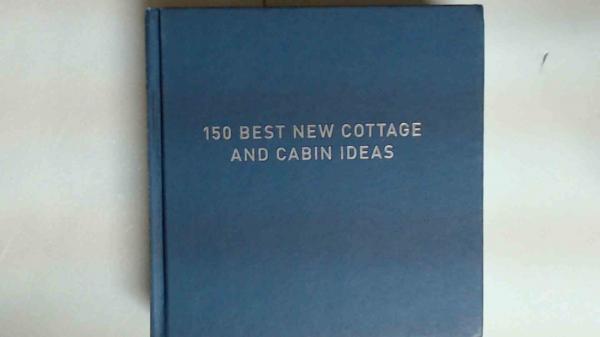 150 BEST NEW COTTAGE
AND CABIN IDEAS